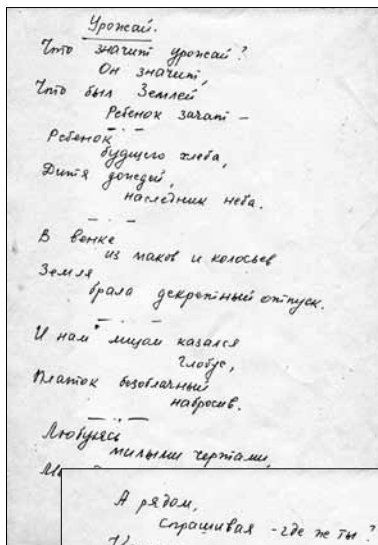 Урожай.
Что значит урожай?
Он значит,
Что был Землей
Ребенок зачат —
Ребенок
будущего хлеба,
Дитя дождей,
наследник неба.
В венке
из маков и колосьев
Земля
брала декретный отпуск.
И нам лицом казался
глобус,
Платок безоблачный
набросив.
Любуясь
милыми чертами,
А рядом,
спрашивая - где же ты?